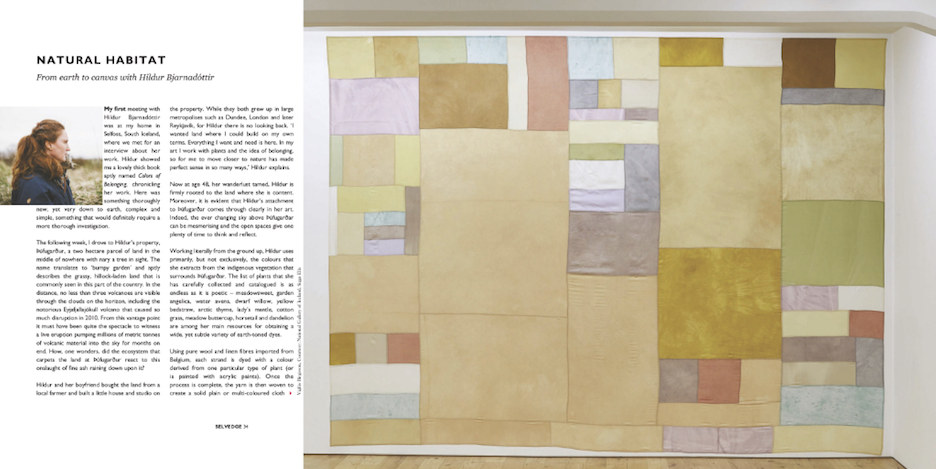 NATURAL HABITAT
From earth to canvas with Hildur Bjarnadóttir
My first meeting with
Hildur Bjarnadóttir
was at my home in
Selfoss, South Iceland,
where we met for an
interview about her
work. Hildur showed
me a lovely thick book
aptly named Colors of
Belonging, chronicling
her work. Here was
something thoroughly
new, yet very down to earth, complex and
simple, something that would definitely require a
more thorough investigation.
The following week, I drove to Hildur's property,
Þúfugarðar, a two hectare parcel of land in the
middle of nowhere with nary a tree in sight. The
name translates to 'bumpy garden' and aptly
describes the grassy, hillock-laden land that is
commonly seen in this part of the country. In the
distance, no less than three volcanoes are visible
through the clouds on the horizon, including the
notorious Eyjafjallajökull volcano that caused so
much disruption in 2010. From this vantage point
it must have been quite the spectacle to witness
a live eruption pumping millions of metric tonnes
of volcanic material into the sky for months on
end. How, one wonders, did the ecosystem that
carpets the land at Þúfugarðar react to this
onslaught of fine ash raining down upon it?
Hildur and her boyfriend bought the land from a
local farmer and built a little house and studio on
the property. While they both grew up in large
metropolises such as Dundee, London and later
Reykjavík, for Hildur there is no looking back. 'I
wanted land where I could build on my own
terms. Everything I want and need is here. In my
art I work with plants and the idea of belonging,
so for me to move closer to nature has made
perfect sense in so many ways,' Hildur explains.
Now at age 48, her wanderlust tamed, Hildur is
firmly rooted to the land where she is content.
Moreover, it is evident that Hildur's attachment
to Þúfugarðar comes through clearly in her art.
Indeed, the ever changing sky above Þúfugarðar
can be mesmerising and the open spaces give one
plenty of time to think and reflect.
Working literally from the ground up, Hildur uses
primarily, but not exclusively, the colours that
she extracts from the indigenous vegetation that
surrounds Þúfugarðar. The list of plants that she
has carefully collected and catalogued is as
endless as it is poetic – meadowsweet, garden
angelica, water avens, dwarf willow, yellow
bedstraw, arctic thyme, lady's mantle, cotton
grass, meadow buttercup, horsetail and dandelion
are among her main resources for obtaining a
wide, yet subtle variety of earth-toned dyes.
Using pure wool and linen fibres imported from
Belgium, each strand is dyed with a colour
derived from one particular type of plant (or
is painted with acrylic paints). Once the
process is complete, the yarn is then woven to
create a solid plain or multi-coloured cloth
SELVEDGE 31